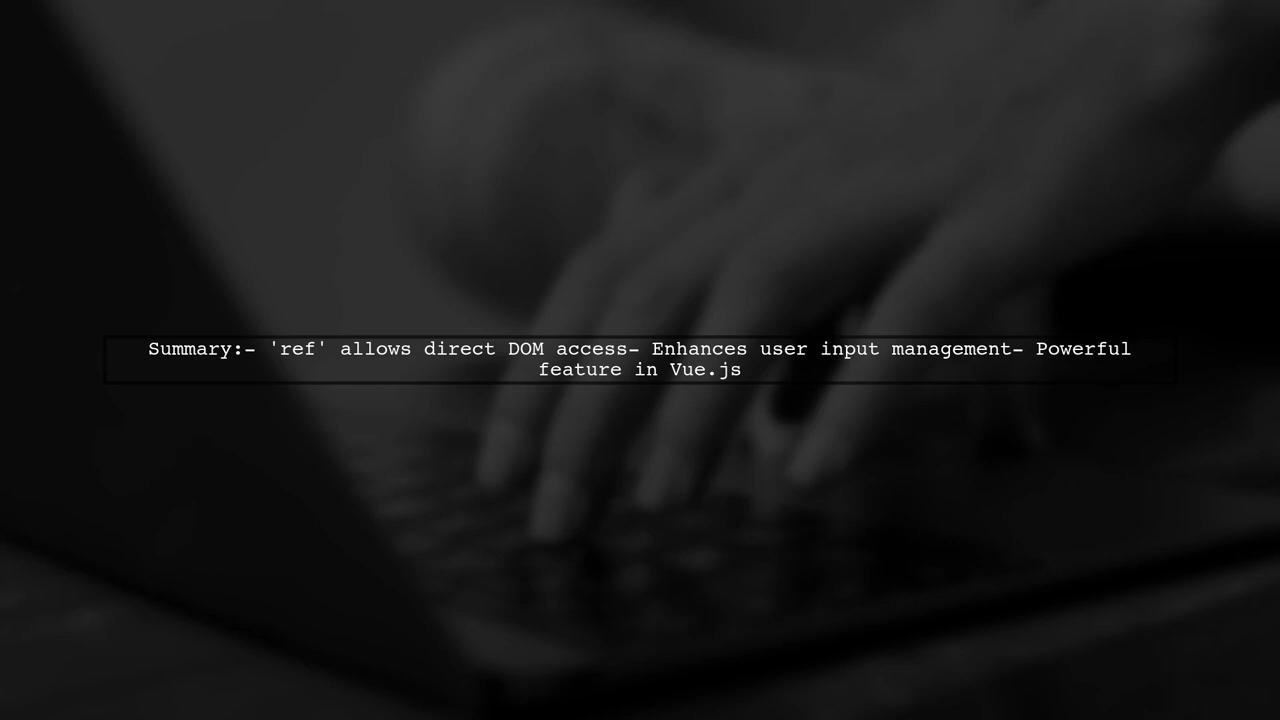 Summary:- 'ref' allows direct DOM access- Enhances user input management- Powerful
feature in Vue.js